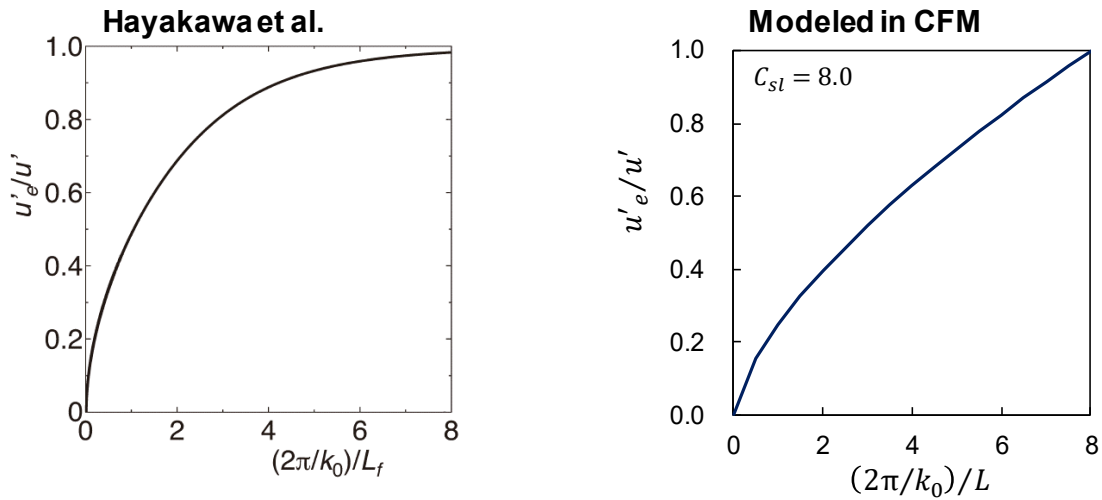 Hayakawa et al.
1.0
0.8
0.6
0.4
0.2
0
u'e/u'
0 2 4 6 8
(2π/k₀)/L_f
Modeled in CFM
C_sl = 8.0
1.0
0.8
0.6
0.4
0.2
0.0
u'e/u'
0 2 4 6 8
(2π/k₀)/L